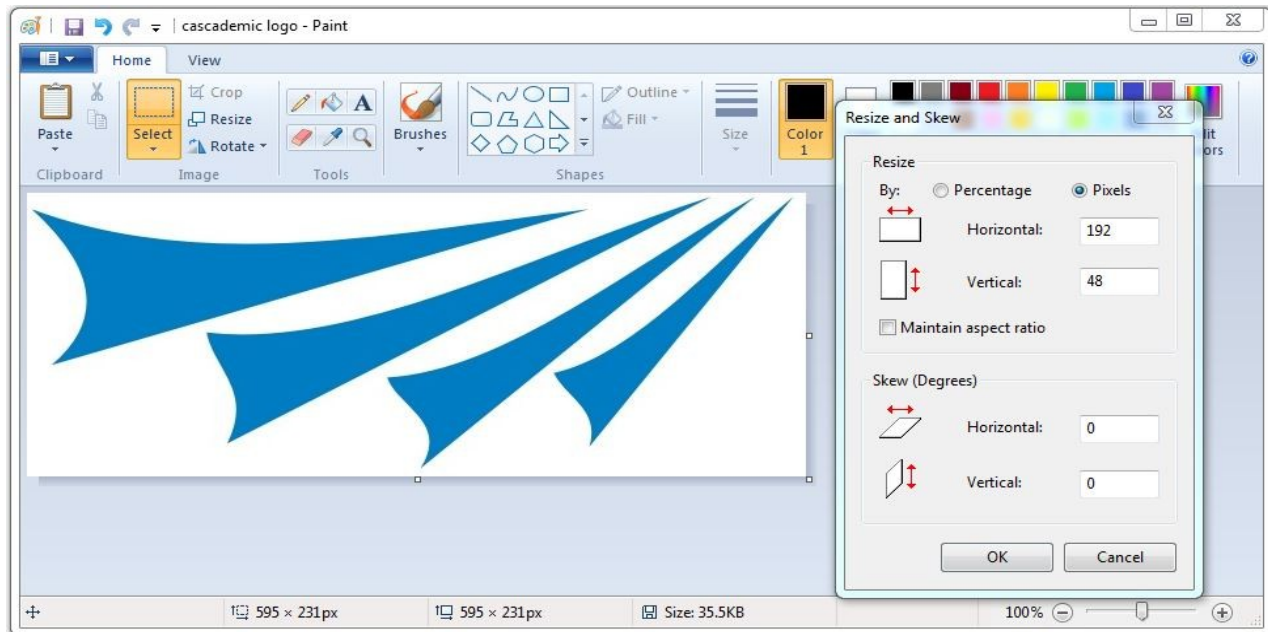 cascademic logo - Paint
Home View
Paste
Select
Crop
Resize
Rotate
A
Brushes
Outline
Fill
Size
Color
1
Clipboard
Image
Tools
Shapes
Resize and Skew
Resize
By: Percentage Pixels
Horizontal: 192
Vertical: 48
Maintain aspect ratio
Skew (Degrees)
Horizontal: 0
Vertical: 0
OK Cancel
595 × 231px 595 × 231px Size: 35.5KB 100%